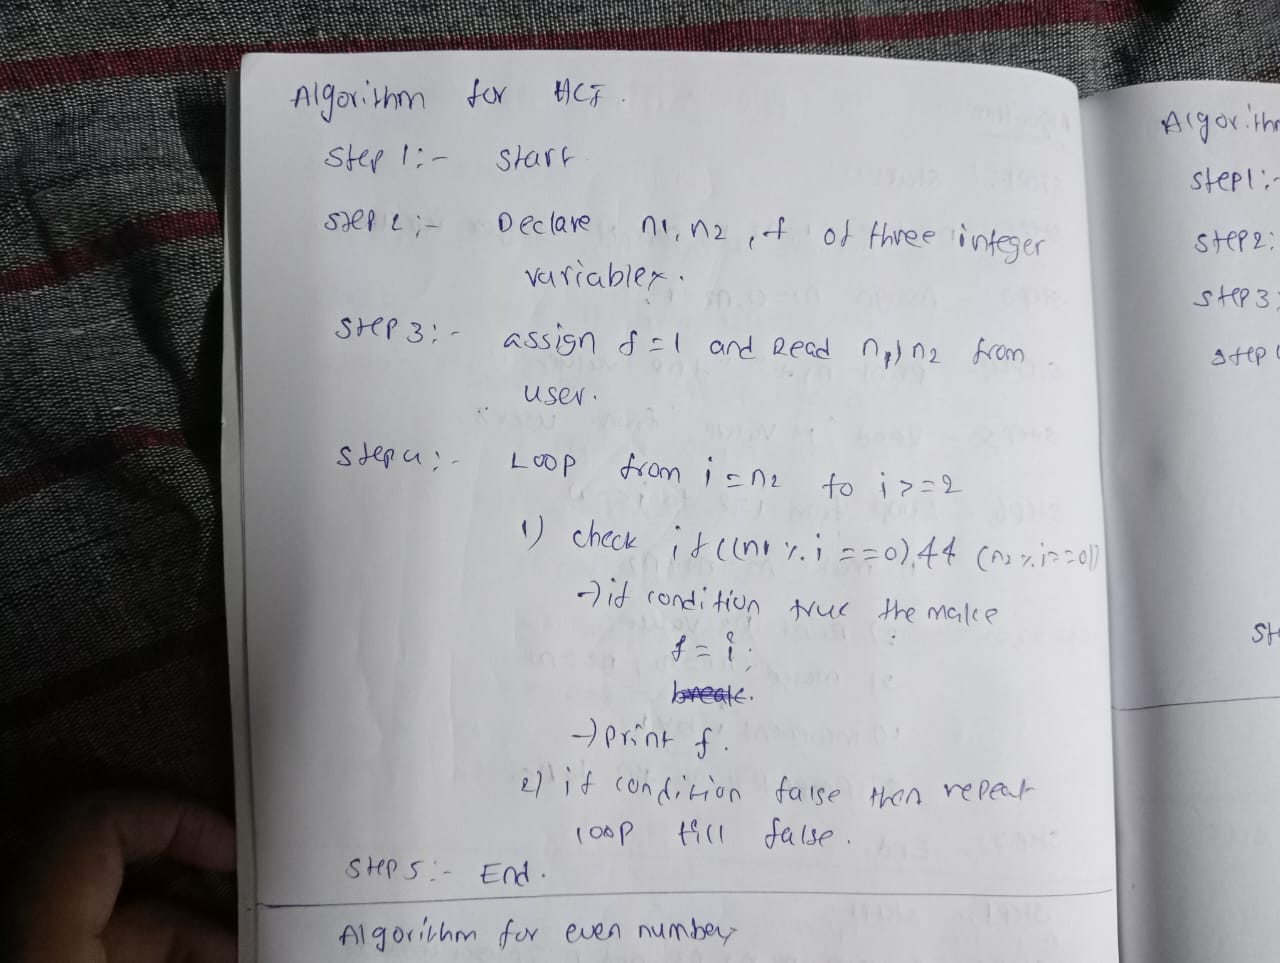 Algorithm for HCF.
Step 1:- Start
Step 2:- Declare n1, n2, f of three integer
variables.
Step 3:- assign f=1 and Read n1, n2 from
user.
Step 4:- Loop from i=n2 to i>=2
1) check if((n1 % i ==0) && (n2 % i==0))
→ if condition true the make
f = i;
break.
→ Print f.
2) if condition false then repeat
loop till false.
Step 5:- End.
Algorithm for even number
Step1:-
Step2:
Step3:
Step